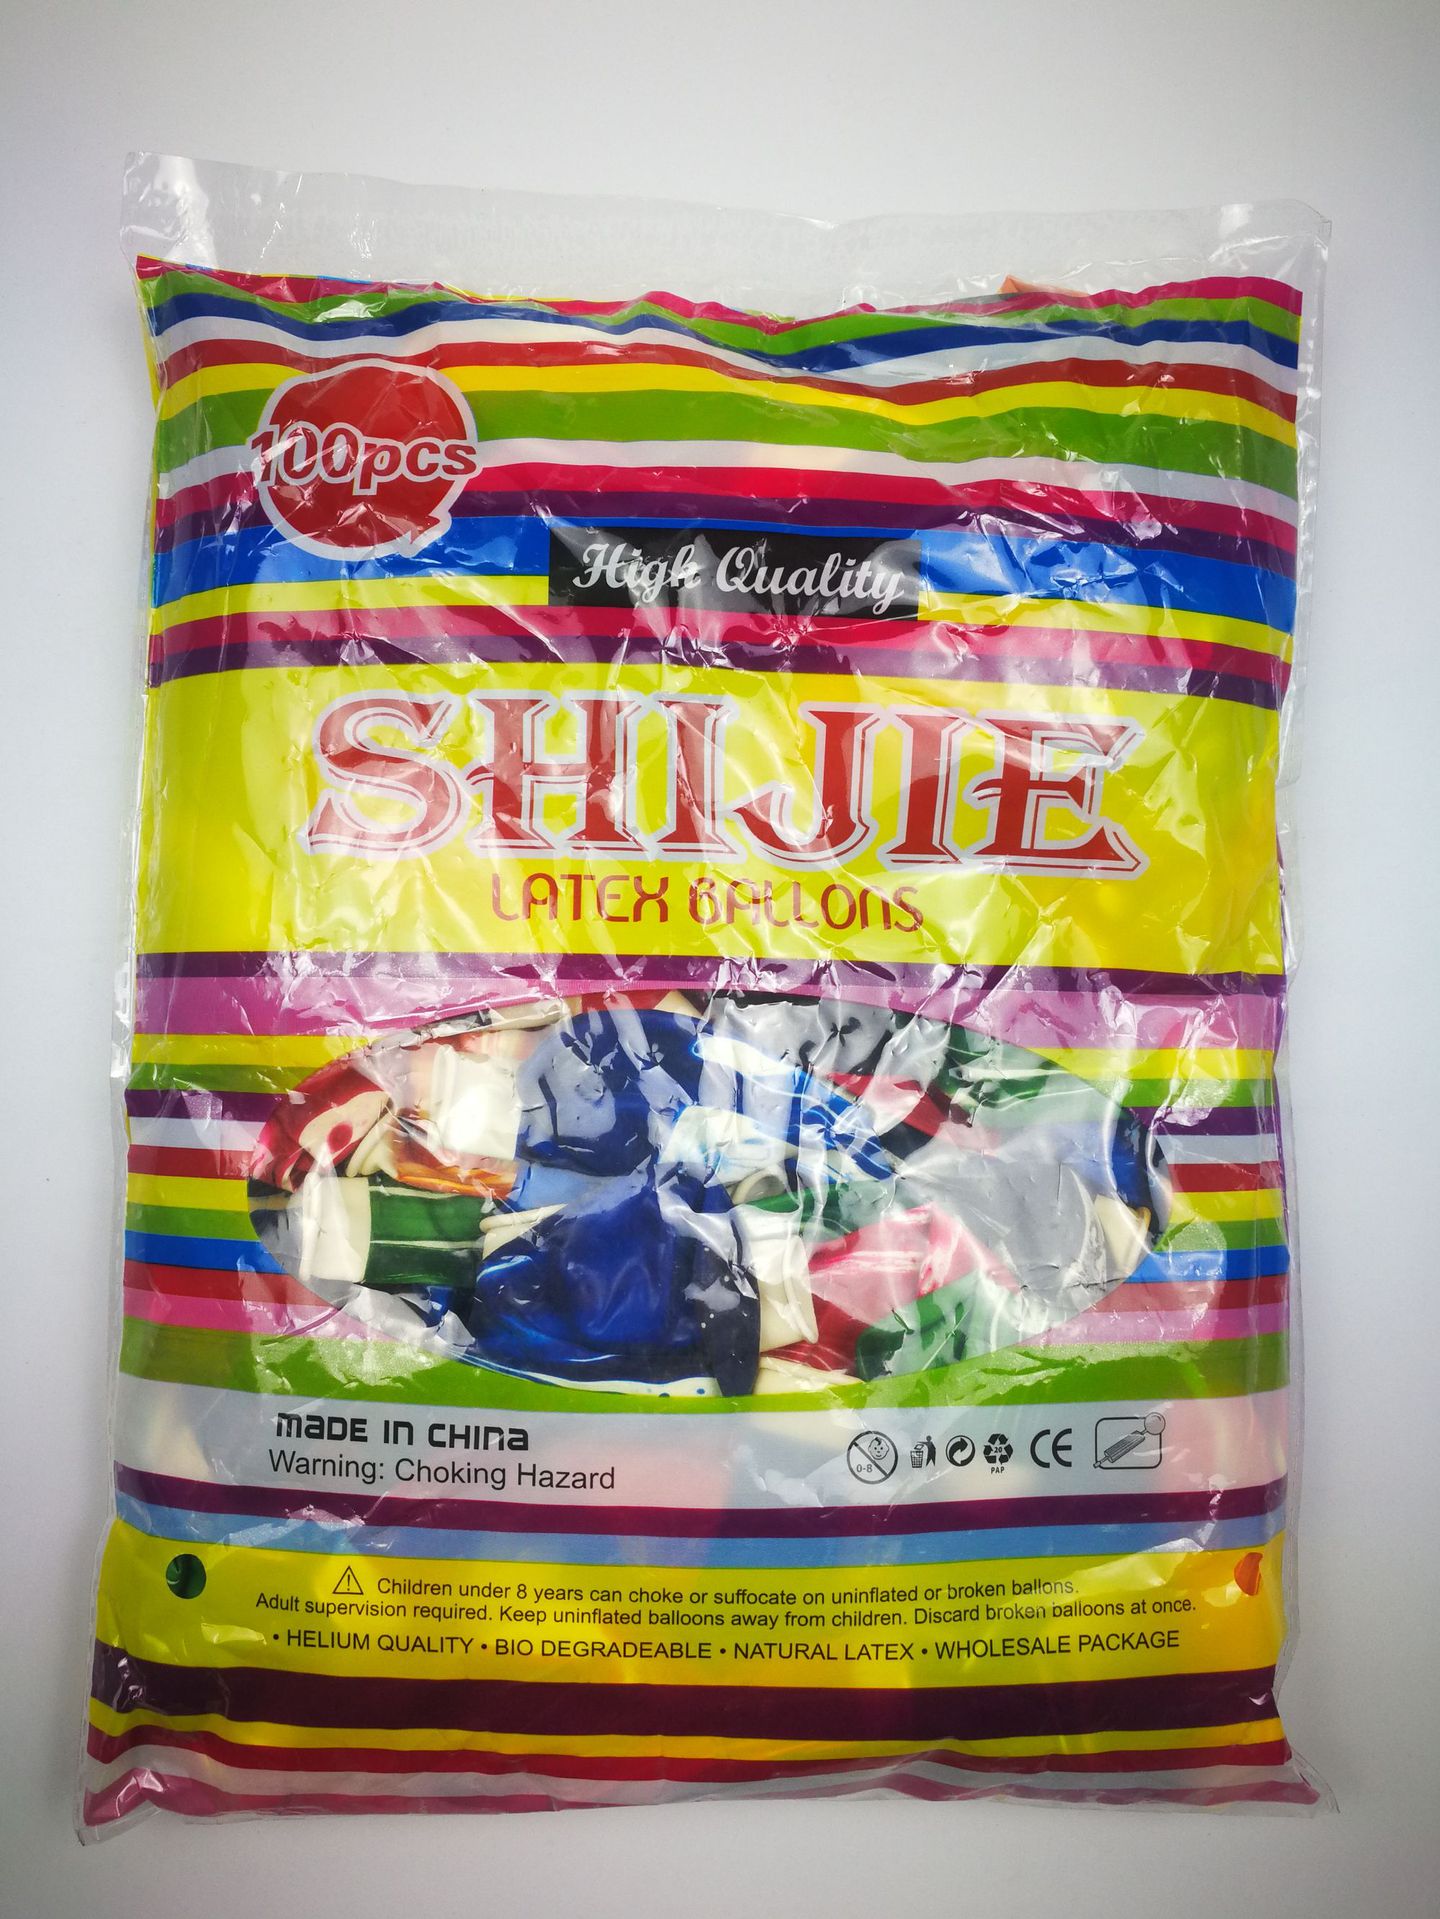 100pcs
High Quality
SHIJIE
LATEX BALLONS
MADE IN CHINA
Warning: Choking Hazard
0-8
20
PAP
CE
Children under 8 years can choke or suffocate on uninflated or broken ballons.
Adult supervision required. Keep uninflated balloons away from children. Discard broken balloons at once.
• HELIUM QUALITY • BIO DEGRADEABLE • NATURAL LATEX • WHOLESALE PACKAGE